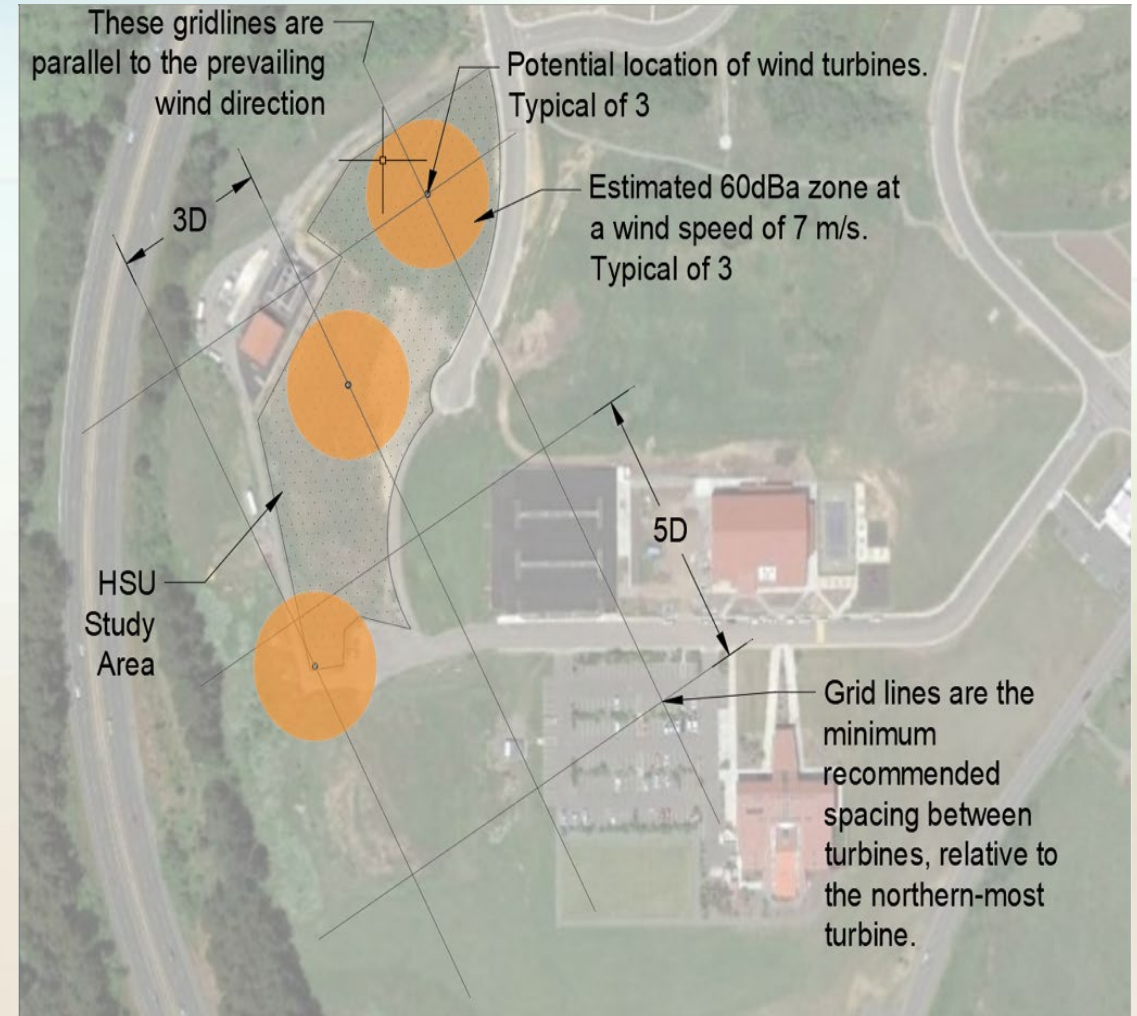 These gridlines are
parallel to the prevailing
wind direction
Potential location of wind turbines.
Typical of 3
Estimated 60dBa zone at
a wind speed of 7 m/s.
Typical of 3
3D
5D
HSU
Study
Area
Grid lines are the
minimum
recommended
spacing between
turbines, relative to
the northern-most
turbine.